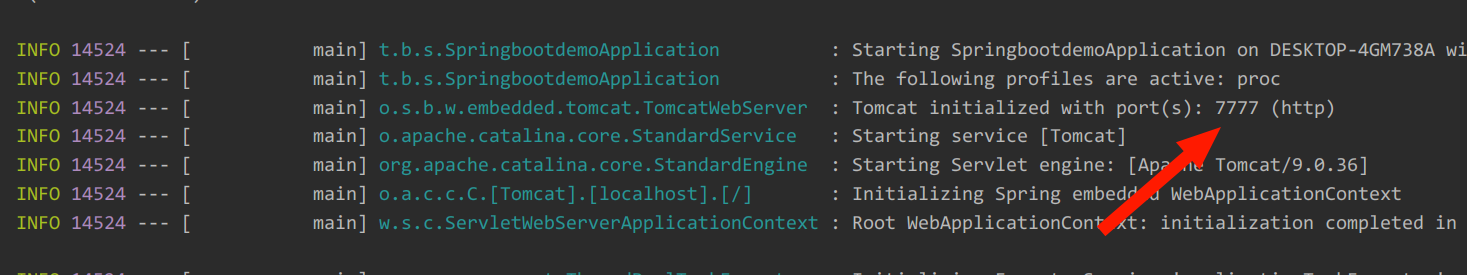 INFO 14524 --- [           main] t.b.s.SpringbootdemoApplication          : Starting SpringbootdemoApplication on DESKTOP-4GM738A wi
INFO 14524 --- [           main] t.b.s.SpringbootdemoApplication          : The following profiles are active: proc
INFO 14524 --- [           main] o.s.b.w.embedded.tomcat.TomcatWebServer  : Tomcat initialized with port(s): 7777 (http)
INFO 14524 --- [           main] o.apache.catalina.core.StandardService   : Starting service [Tomcat]
INFO 14524 --- [           main] org.apache.catalina.core.StandardEngine  : Starting Servlet engine: [Apache Tomcat/9.0.36]
INFO 14524 --- [           main] o.a.c.c.C.[Tomcat].[localhost].[/]       : Initializing Spring embedded WebApplicationContext
INFO 14524 --- [           main] w.s.c.ServletWebServerApplicationContext : Root WebApplicationContext: initialization completed in